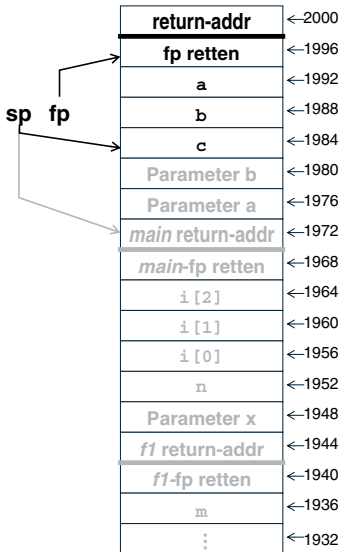 return-addr ←2000
fp retten ←1996
a ←1992
b ←1988
sp fp
c ←1984
Parameter b ←1980
Parameter a ←1976
main return-addr ←1972
main-fp retten ←1968
i[2] ←1964
i[1] ←1960
i[0] ←1956
n ←1952
Parameter x ←1948
f1 return-addr ←1944
f1-fp retten ←1940
m ←1936
⋮ ←1932